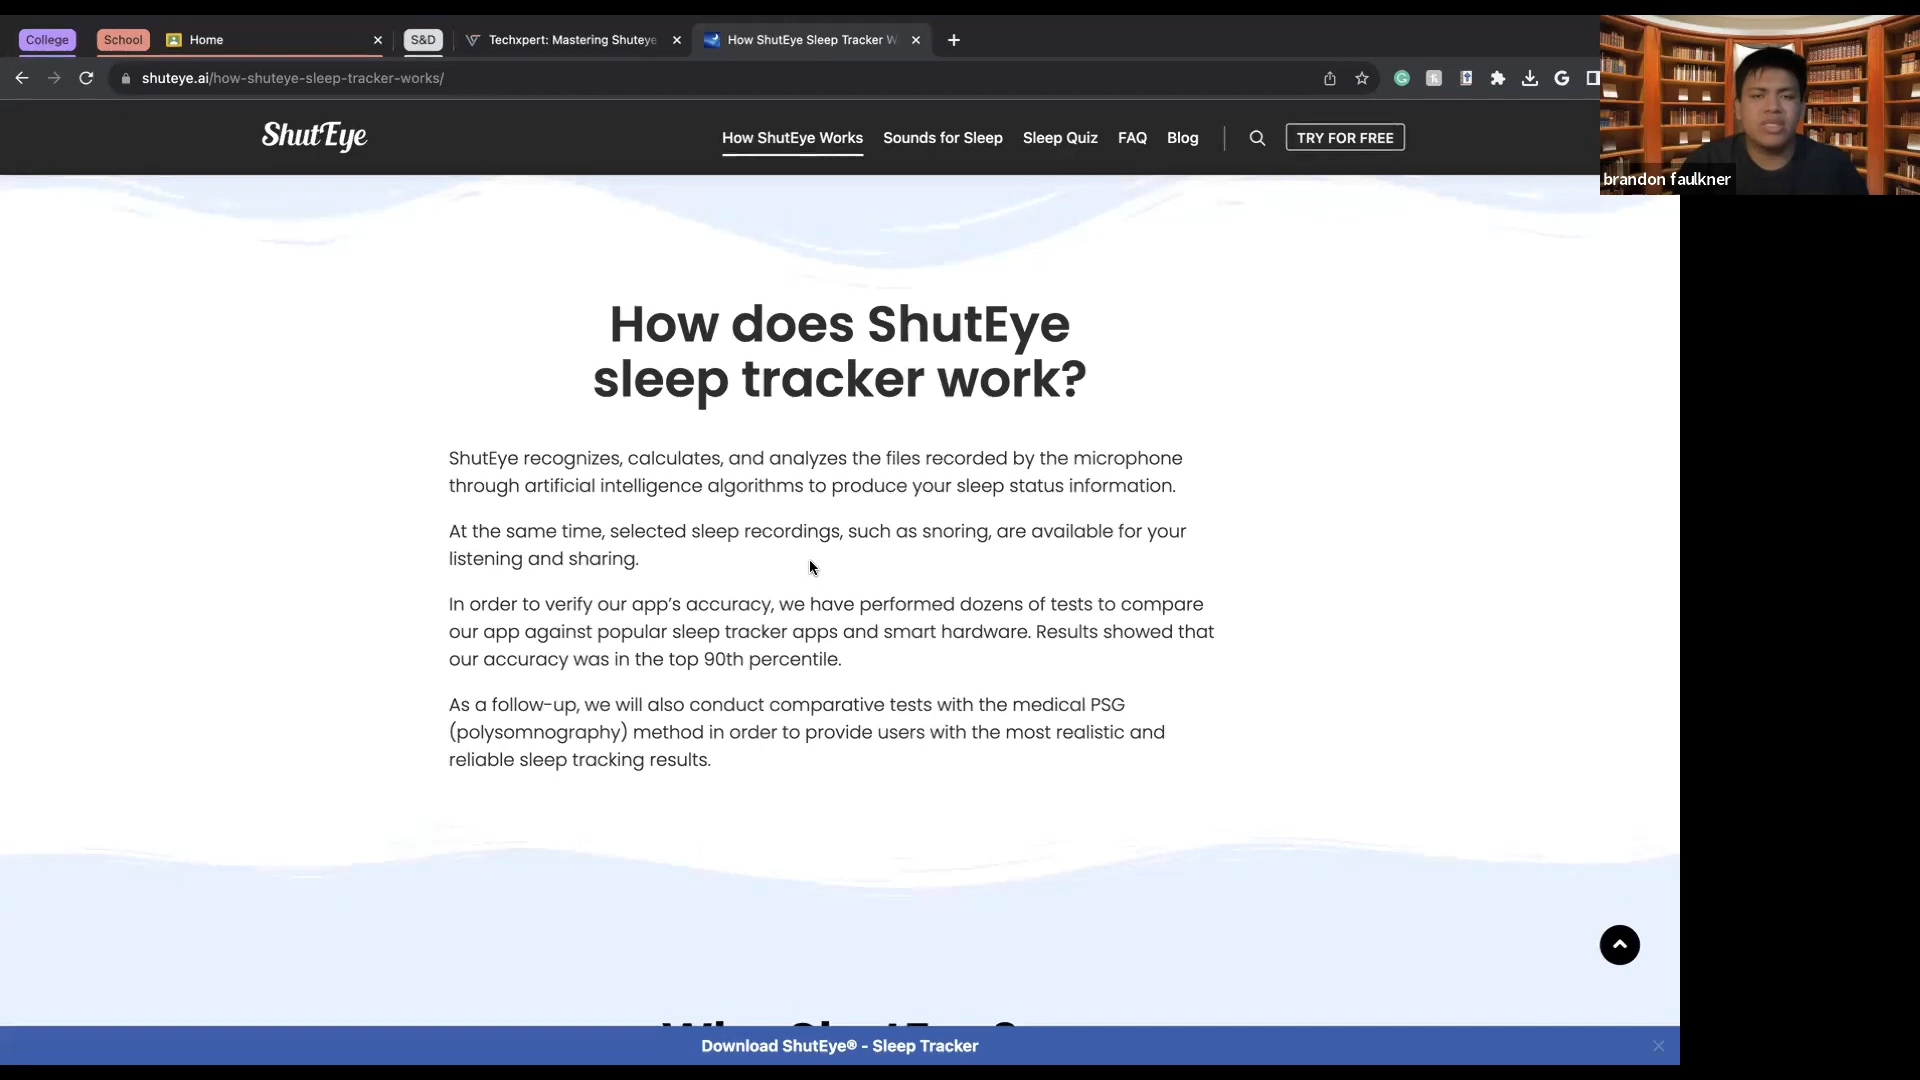 College
School
Home
S&D
Techxpert: Mastering Shuteye
How ShutEye Sleep Tracker W
shuteye.ai/how-shuteye-sleep-tracker-works/
ShutEye
How ShutEye Works
Sounds for Sleep
Sleep Quiz
FAQ
Blog
TRY FOR FREE
brandon faulkner
How does ShutEye
sleep tracker work?
ShutEye recognizes, calculates, and analyzes the files recorded by the microphone
through artificial intelligence algorithms to produce your sleep status information.
At the same time, selected sleep recordings, such as snoring, are available for your
listening and sharing.
In order to verify our app’s accuracy, we have performed dozens of tests to compare
our app against popular sleep tracker apps and smart hardware. Results showed that
our accuracy was in the top 90th percentile.
As a follow-up, we will also conduct comparative tests with the medical PSG
(polysomnography) method in order to provide users with the most realistic and
reliable sleep tracking results.
Download ShutEye® - Sleep Tracker